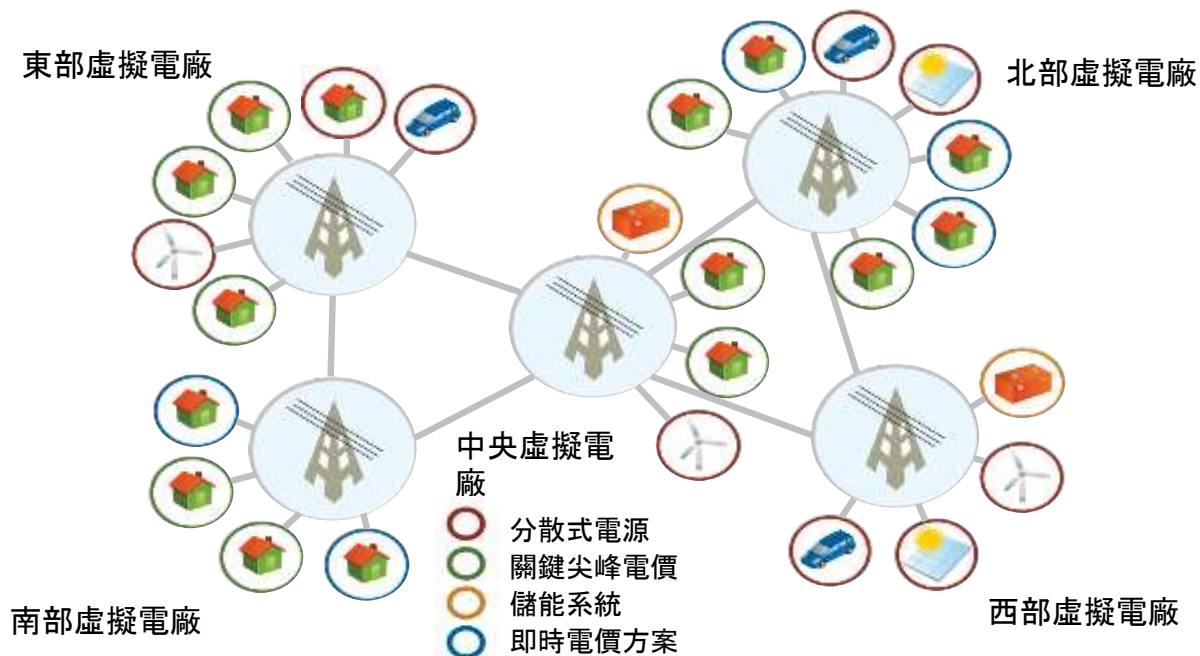 東部虛擬電廠
北部虛擬電廠
中央虛擬電
廠
分散式電源
關鍵尖峰電價
儲能系統
即時電價方案
南部虛擬電廠
西部虛擬電廠